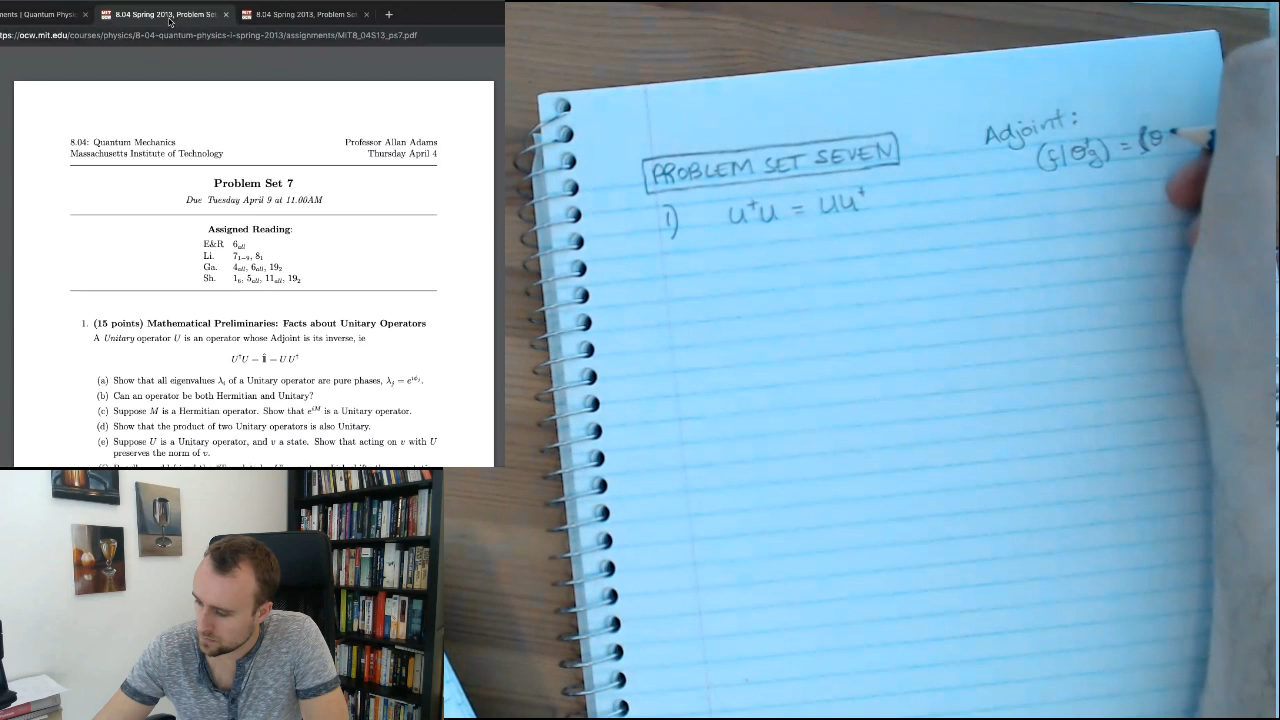 ments | Quantum Physi × 8.04 Spring 2013, Problem Set × 8.04 Spring 2013, Problem Set × +
ttps://ocw.mit.edu/courses/physics/8-04-quantum-physics-i-spring-2013/assignments/MIT8_04S13_ps7.pdf
8.04: Quantum Mechanics Professor Allan Adams
Massachusetts Institute of Technology Thursday April 4
Problem Set 7
Due Tuesday April 9 at 11.00AM
Assigned Reading:
E&R 6all
Li. 7₁₋₉, 8₁
Ga. 4all, 6all, 19₂
Sh. 1₆, 5all, 11all, 19₂
1. (15 points) Mathematical Preliminaries: Facts about Unitary Operators
A Unitary operator U is an operator whose Adjoint is its inverse, ie
U†U = 𝟙̂ = U U†
(a) Show that all eigenvalues λᵢ of a Unitary operator are pure phases, λⱼ = e^{iφⱼ}.
(b) Can an operator be both Hermitian and Unitary?
(c) Suppose M is a Hermitian operator. Show that e^{iM} is a Unitary operator.
(d) Show that the product of two Unitary operators is also Unitary.
(e) Suppose U is a Unitary operator, and v a state. Show that acting on v with U
preserves the norm of v.
PROBLEM SET SEVEN
1) U†U = UU†
Adjoint:
(f|θ†g) = (θ